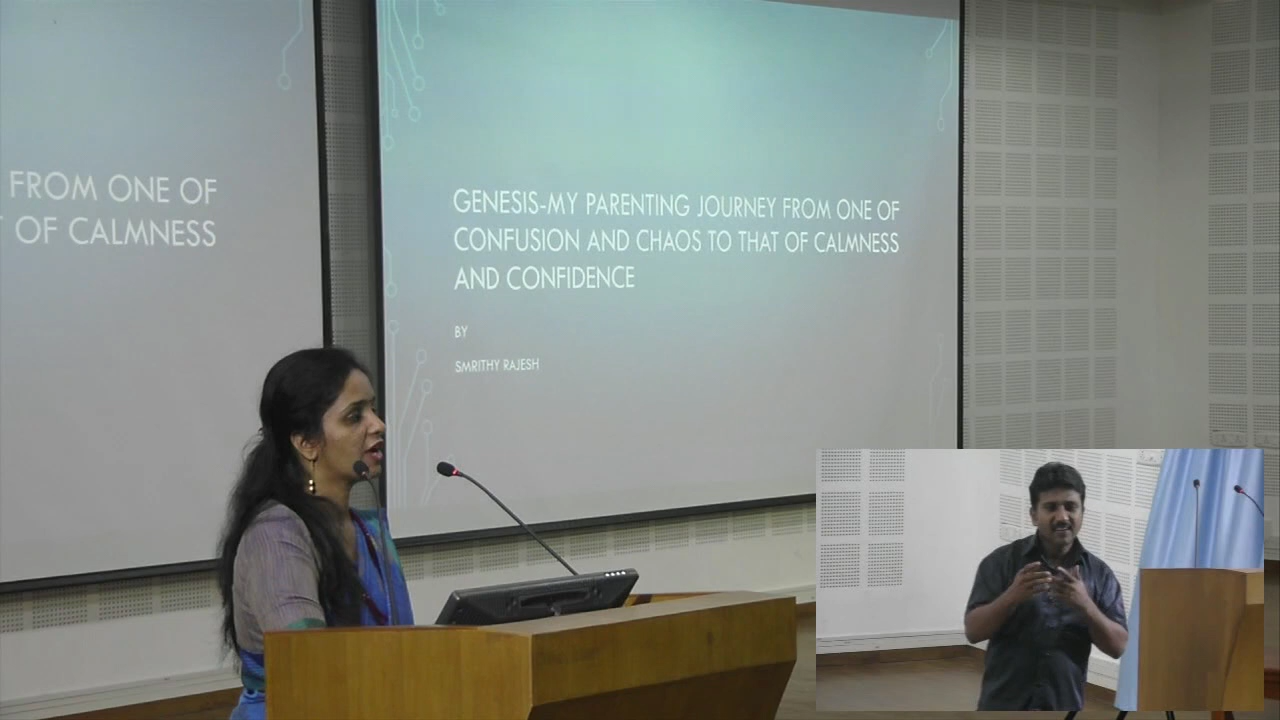 FROM ONE OF
OF CALMNESS
GENESIS-MY PARENTING JOURNEY FROM ONE OF
CONFUSION AND CHAOS TO THAT OF CALMNESS
AND CONFIDENCE
BY
SMRITHY RAJESH